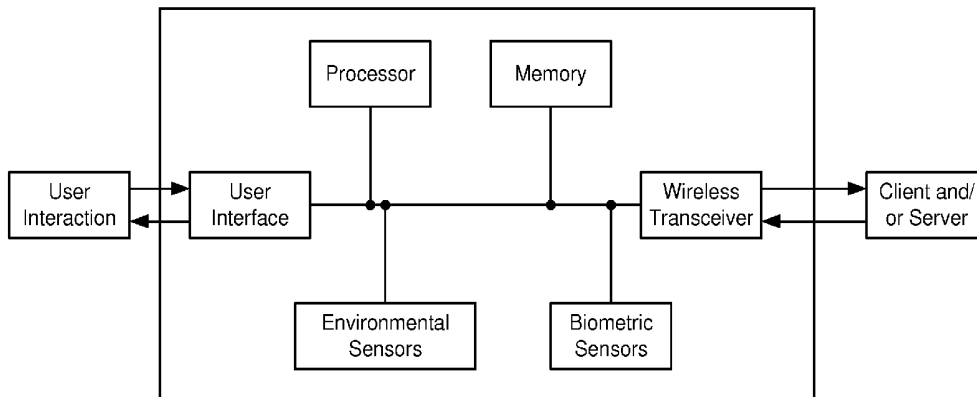 Processor
Memory
User
Interaction
User
Interface
Wireless
Transceiver
Client and/
or Server
Environmental
Sensors
Biometric
Sensors